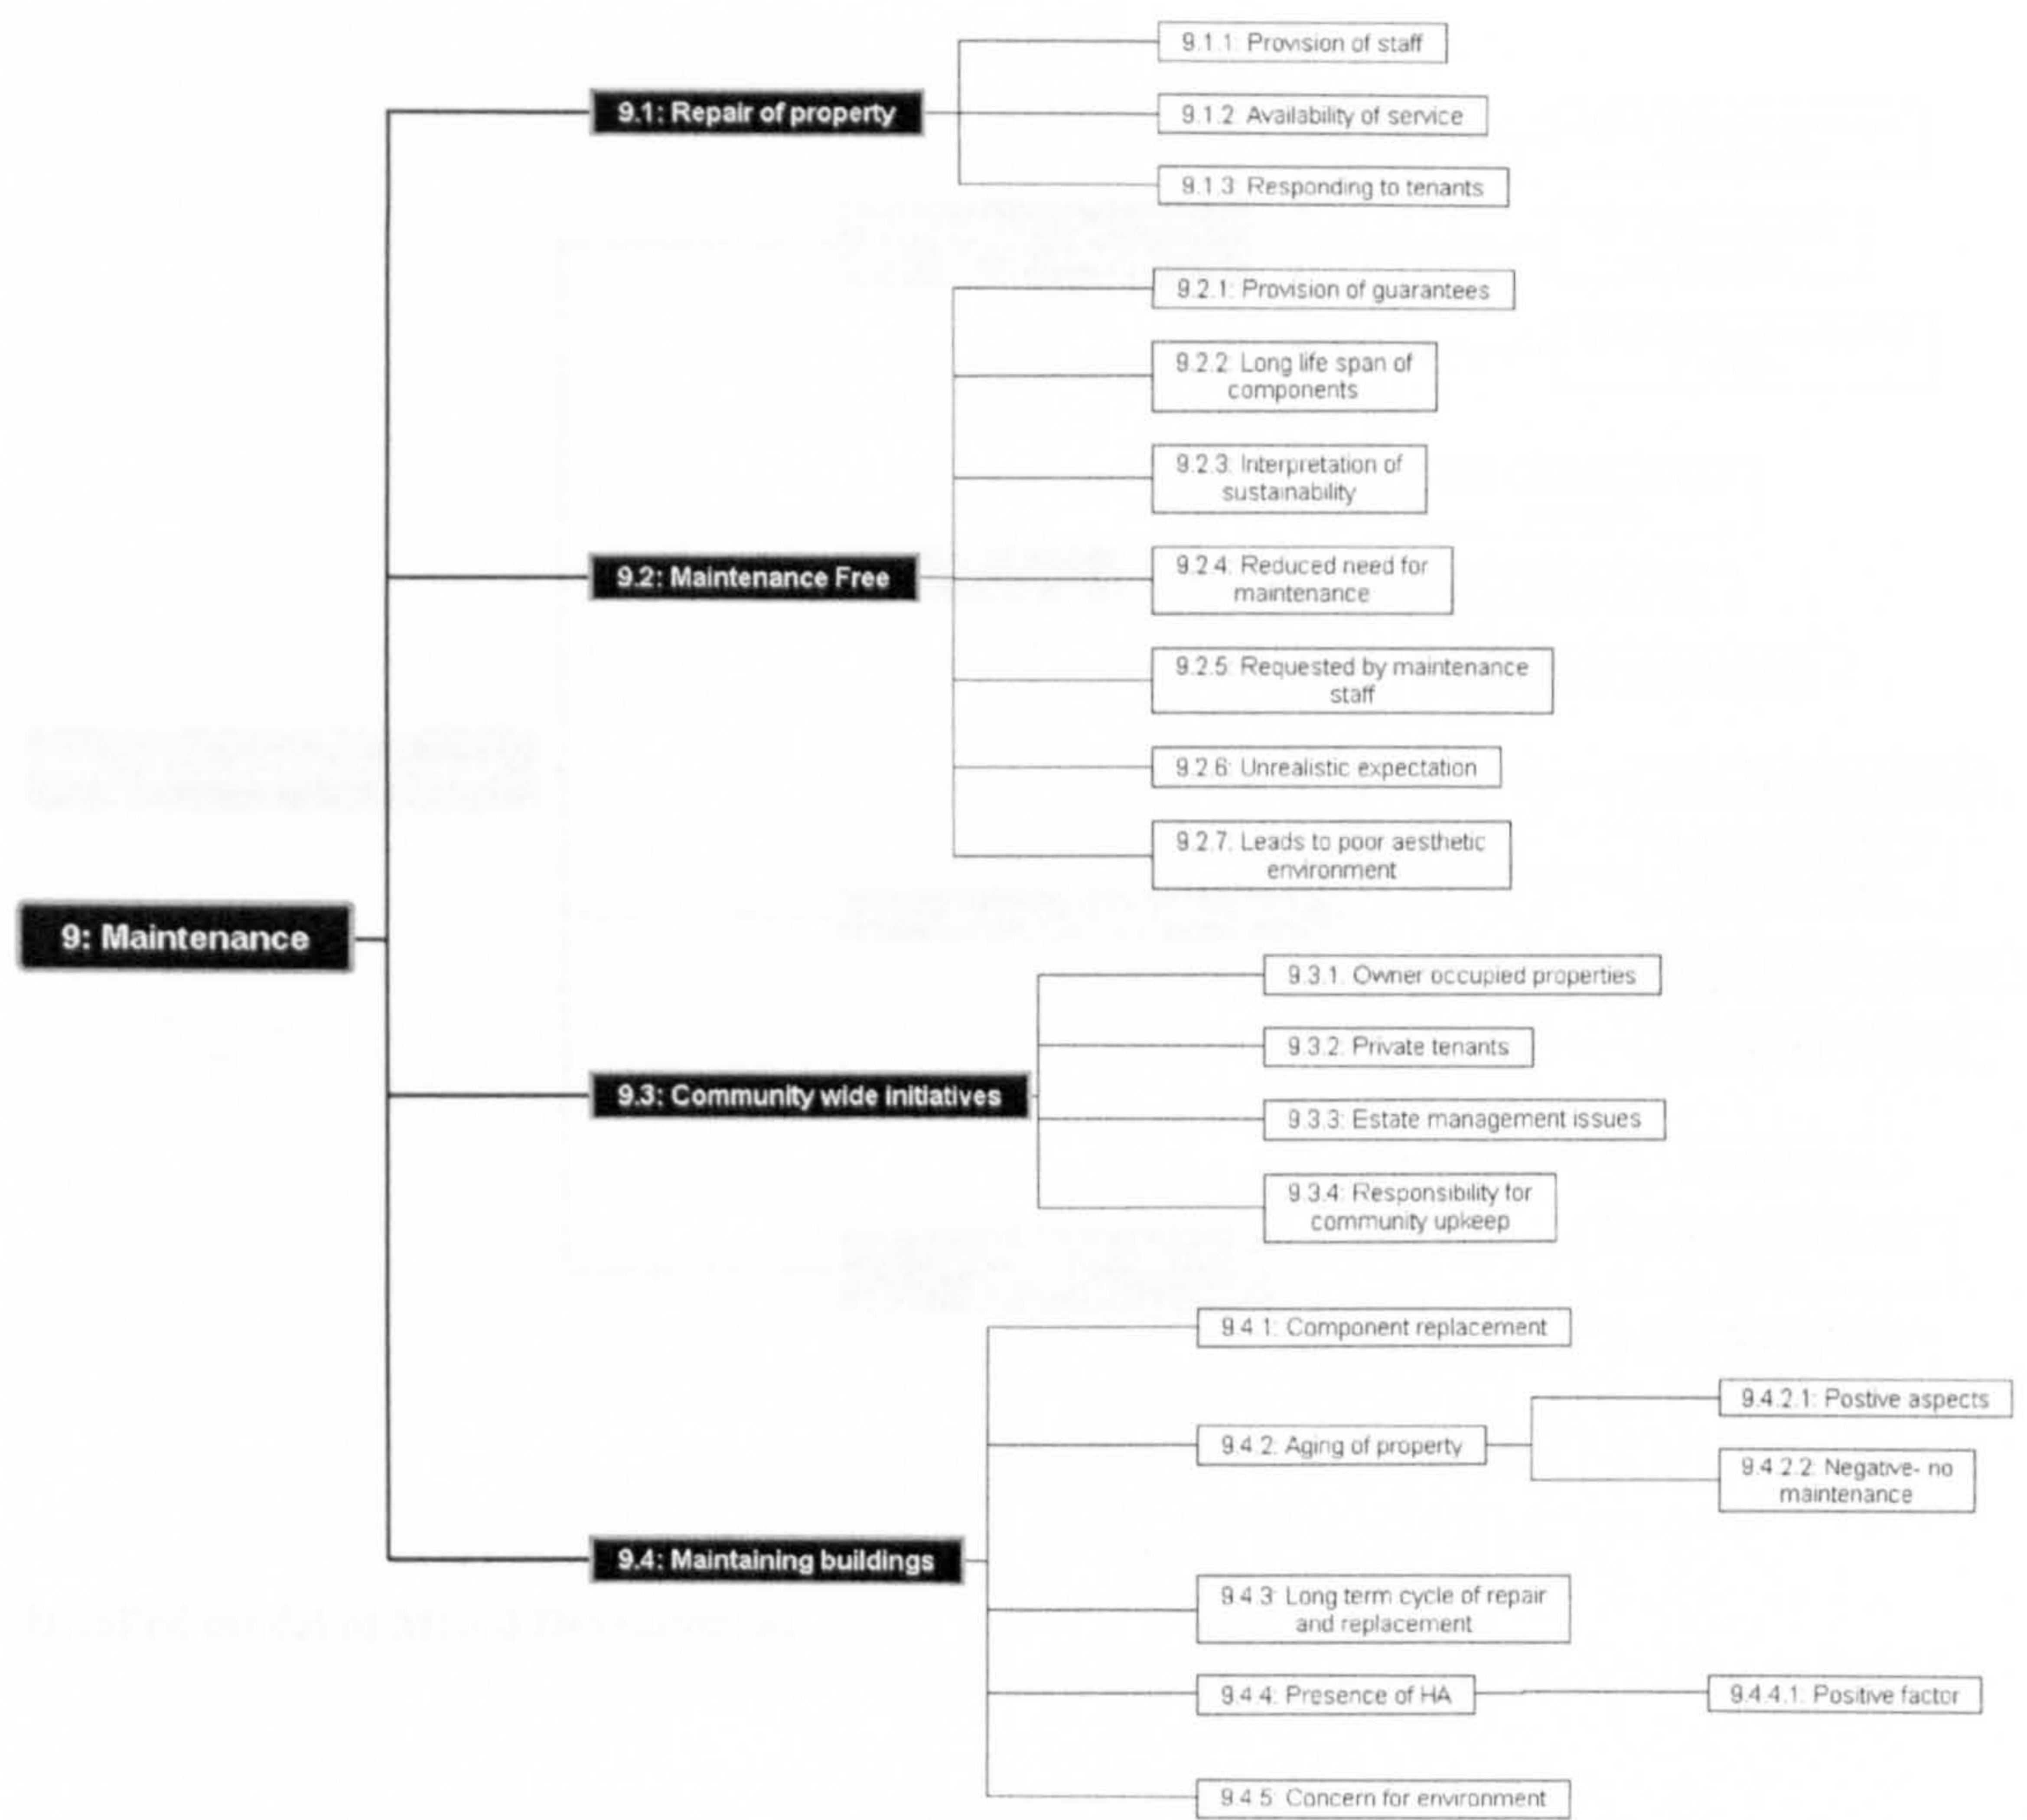 9: Maintenance
9.1: Repair of property
9.1.1: Provision of staff
9.1.2: Availability of service
9.1.3: Responding to tenants
9.2: Maintenance Free
9.2.1: Provision of guarantees
9.2.2: Long life span of
components
9.2.3: Interpretation of
sustainability
9.2.4: Reduced need for
maintenance
9.2.5: Requested by maintenance
staff
9.2.6: Unrealistic expectation
9.2.7: Leads to poor aesthetic
environment
9.3: Community wide initiatives
9.3.1: Owner occupied properties
9.3.2: Private tenants
9.3.3: Estate management issues
9.3.4: Responsibility for
community upkeep
9.4: Maintaining buildings
9.4.1: Component replacement
9.4.2: Aging of property
9.4.2.1: Postive aspects
9.4.2.2: Negative- no
maintenance
9.4.3: Long term cycle of repair
and replacement
9.4.4: Presence of HA
9.4.4.1: Positive factor
9.4.5: Concern for environment